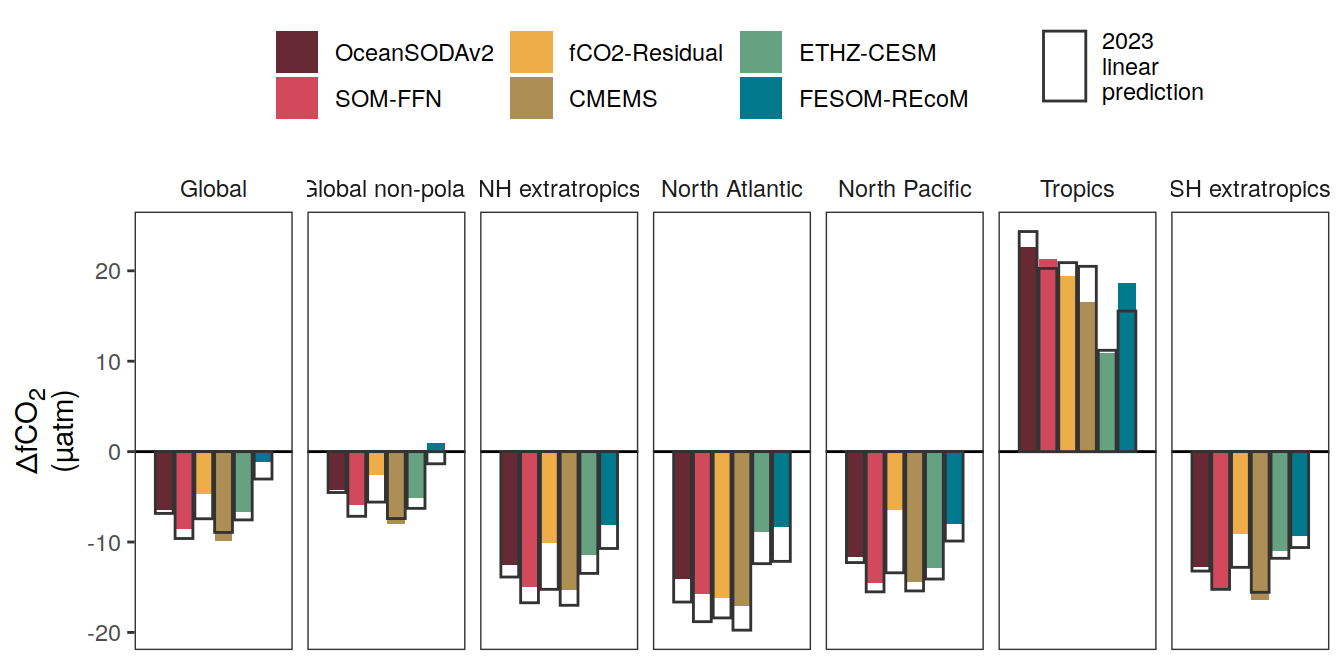 OceanSODAv2
fCO2-Residual
ETHZ-CESM
SOM-FFN
CMEMS
FESOM-REcoM
2023
linear
prediction
Global
Global non-pola
NH extratropics
North Atlantic
North Pacific
Tropics
SH extratropics
20
10
0
-10
-20
ΔfCO₂
(µatm)